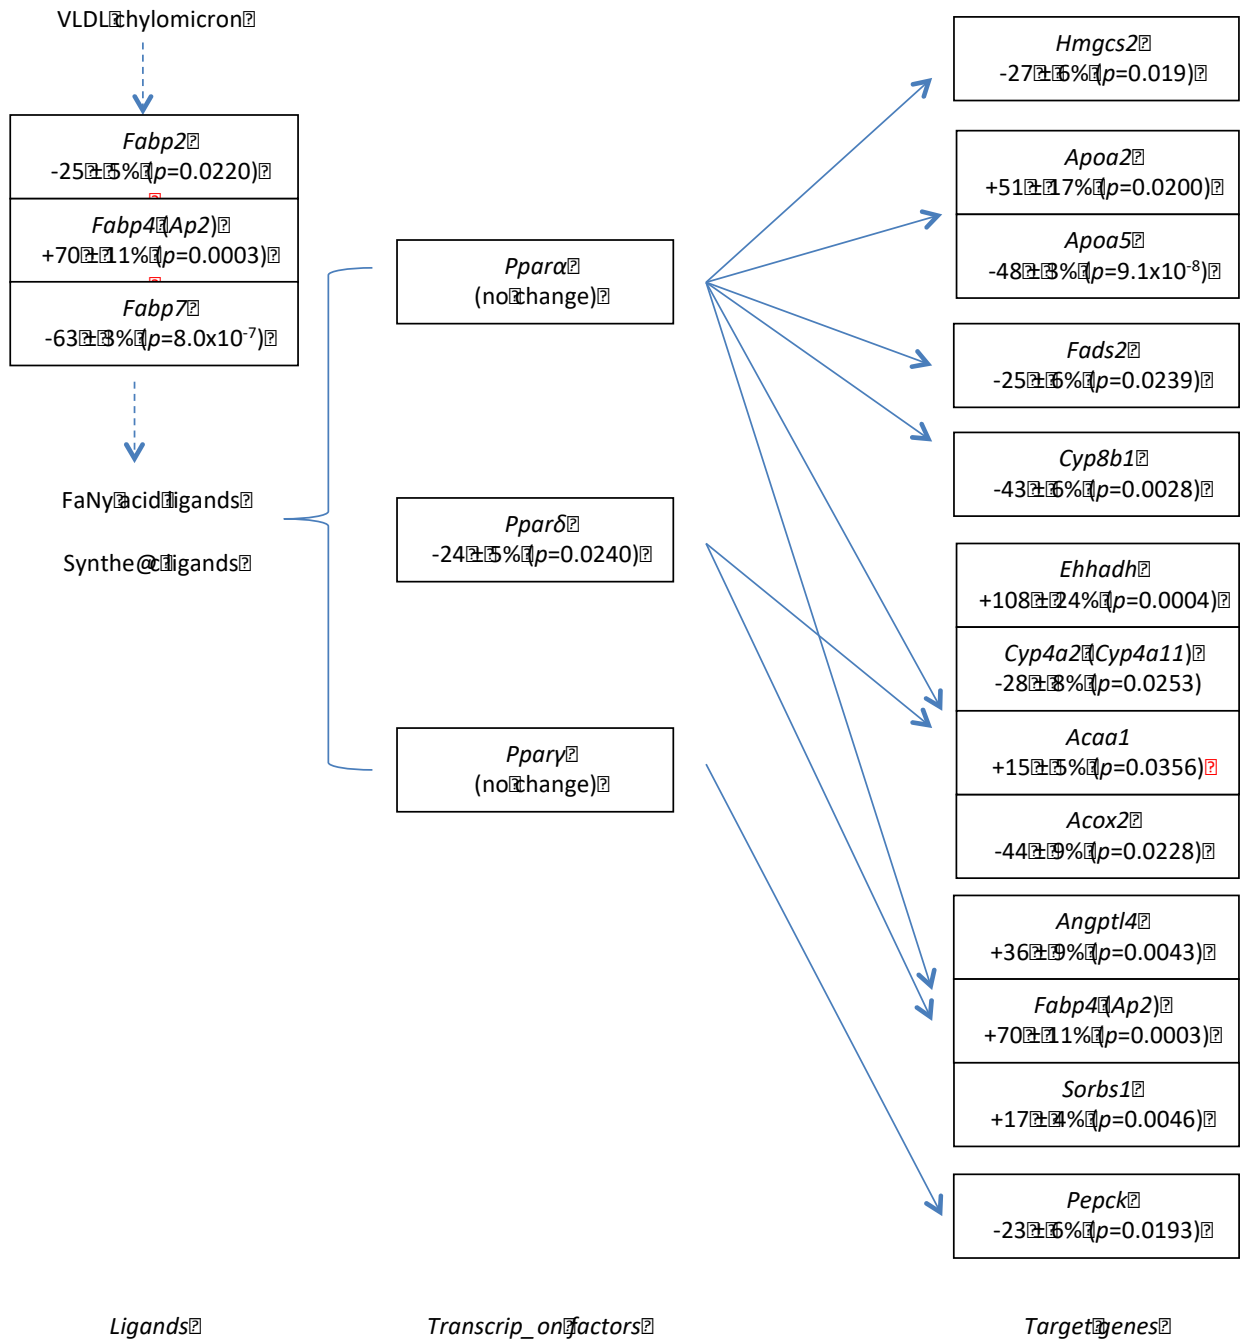 VLDL chylomicron
Fabp2
-25 ± 5% (p=0.0220)
Fabp4 (Ap2)
+70 ± 11% (p=0.0003)
Fabp7
-63 ± 3% (p=8.0x10⁻⁷)
FaNy acid ligands
Synthe@c ligands
Ligands
Pparα
(no change)
Pparδ
-24 ± 5% (p=0.0240)
Pparγ
(no change)
Transcrip_on factors
Hmgcs2
-27 ± 6% (p=0.019)
Apoa2
+51 ± 17% (p=0.0200)
Apoa5
-48 ± 3% (p=9.1x10⁻⁸)
Fads2
-25 ± 6% (p=0.0239)
Cyp8b1
-43 ± 6% (p=0.0028)
Ehhadh
+108 ± 24% (p=0.0004)
Cyp4a2 (Cyp4a11)
-28 ± 8% (p=0.0253)
Acaa1
+15 ± 5% (p=0.0356)
Acox2
-44 ± 9% (p=0.0228)
Angptl4
+36 ± 9% (p=0.0043)
Fabp4 (Ap2)
+70 ± 11% (p=0.0003)
Sorbs1
+17 ± 4% (p=0.0046)
Pepck
-23 ± 6% (p=0.0193)
Target genes